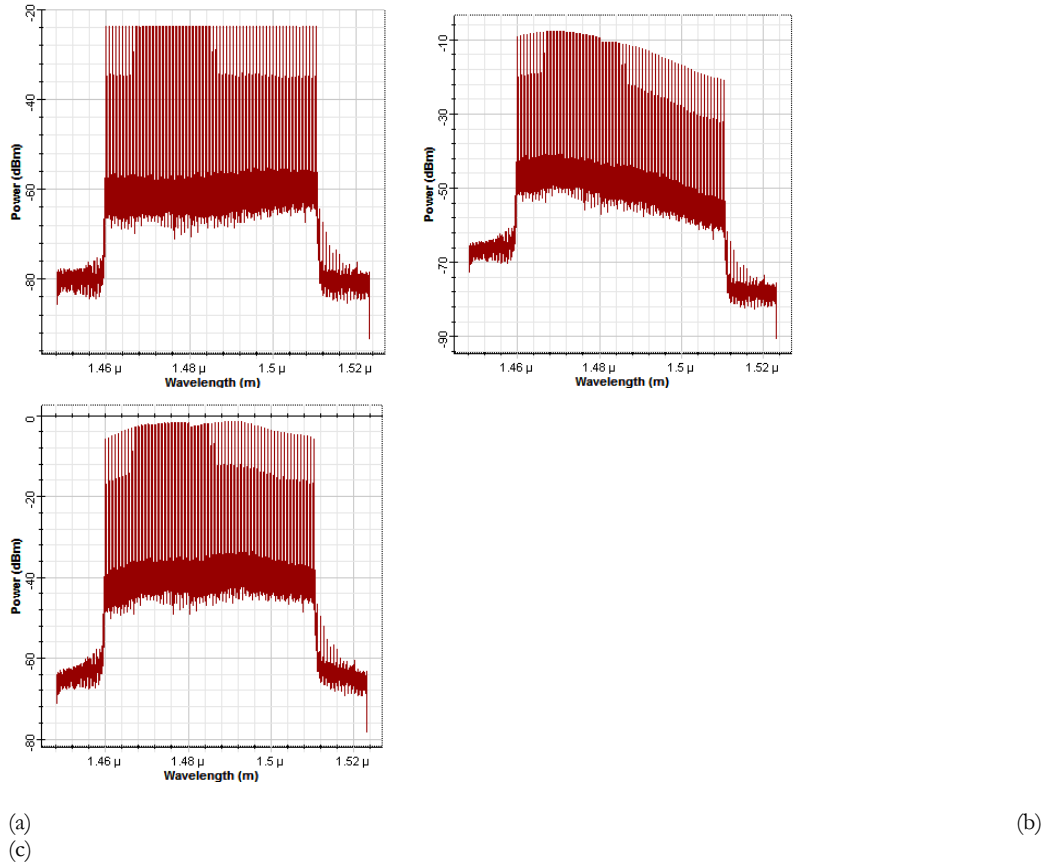 -20
-40
-60
-80
Power (dBm)
1.46 µ 1.48 µ 1.5 µ 1.52 µ
Wavelength (m)
-10
-30
-50
-70
-90
Power (dBm)
1.46 µ 1.48 µ 1.5 µ 1.52 µ
Wavelength (m)
0
-20
-40
-60
-80
Power (dBm)
1.46 µ 1.48 µ 1.5 µ 1.52 µ
Wavelength (m)
(a) (b)
(c)